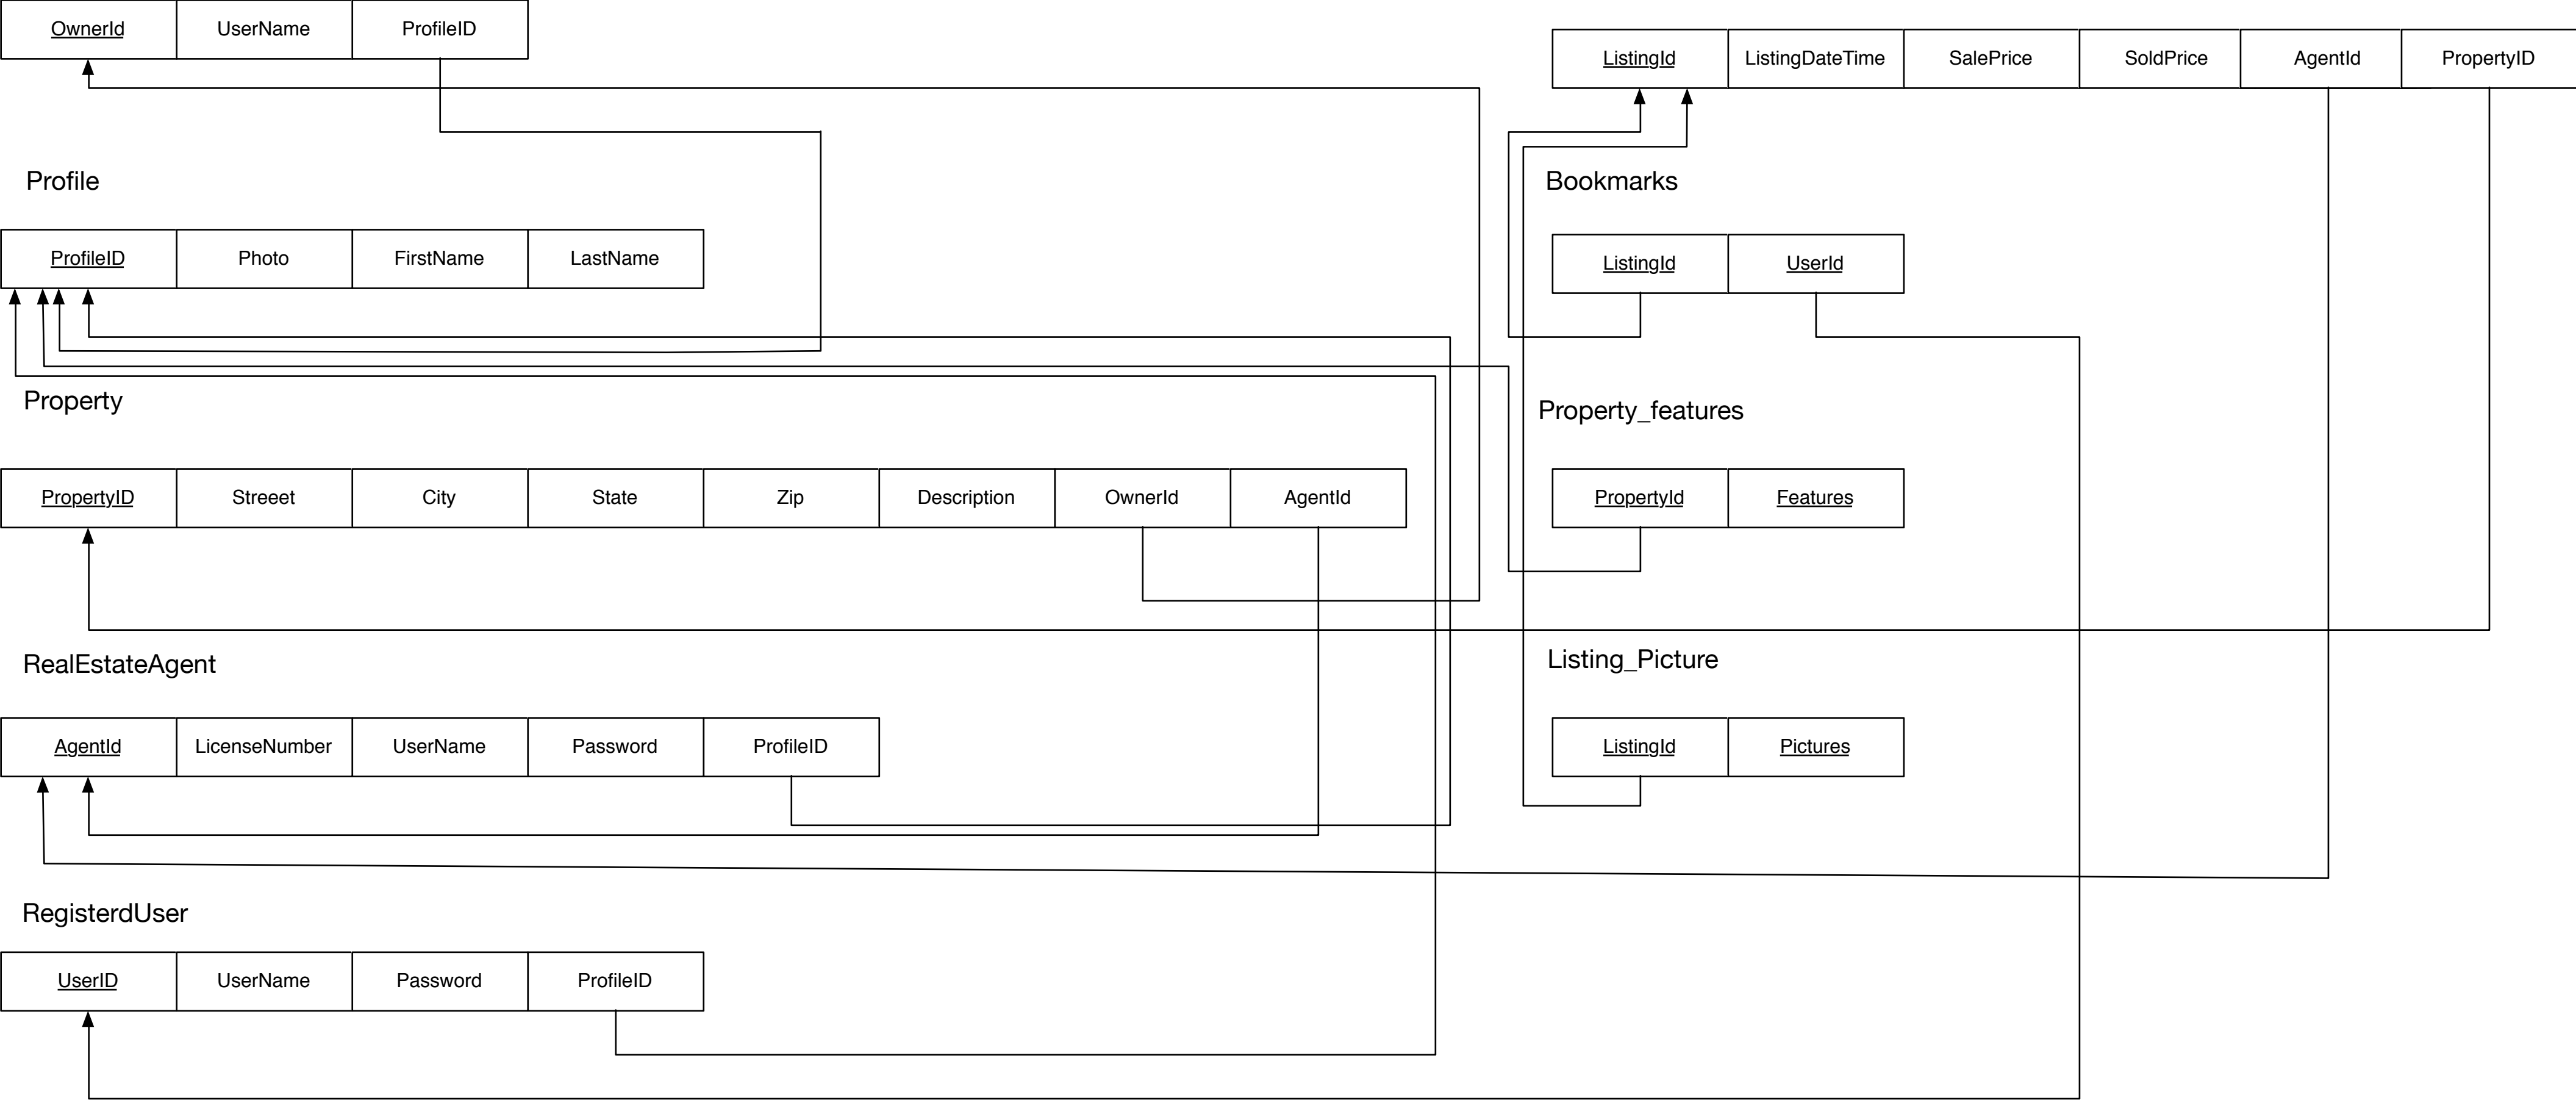 OwnerId UserName ProfileID
Profile
ProfileID Photo FirstName LastName
Property
PropertyID Streeet City State Zip Description OwnerId AgentId
RealEstateAgent
AgentId LicenseNumber UserName Password ProfileID
RegisterdUser
UserID UserName Password ProfileID
ListingId ListingDateTime SalePrice SoldPrice AgentId PropertyID
Bookmarks
ListingId UserId
Property_features
PropertyId Features
Listing_Picture
ListingId Pictures